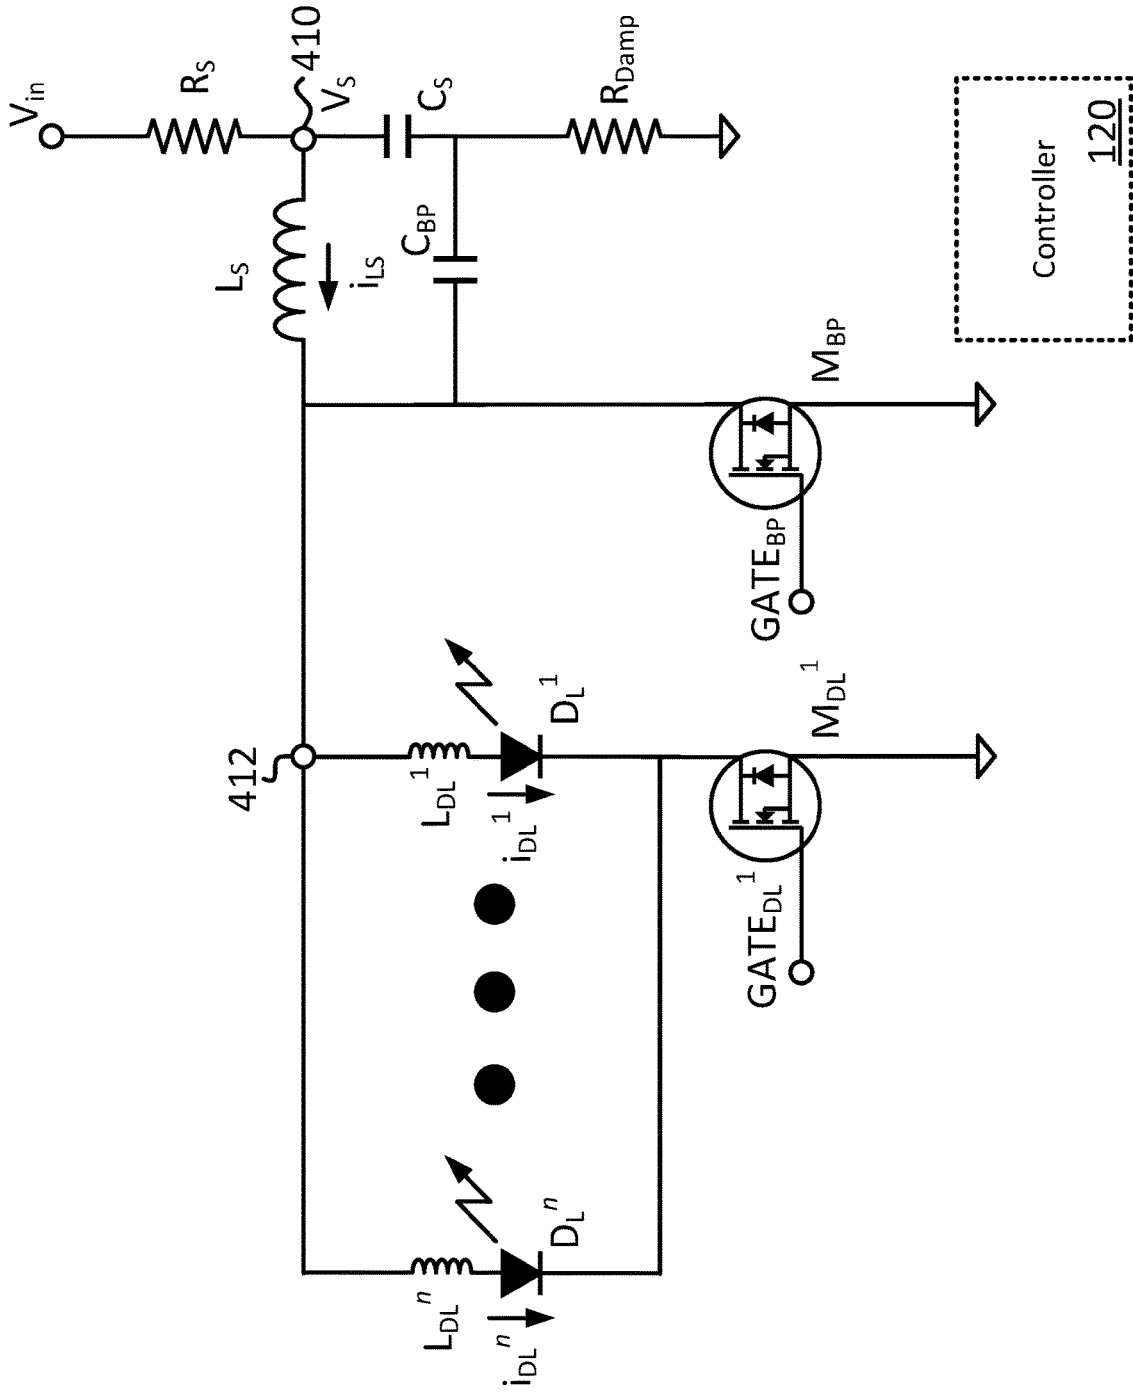 V_in
R_S
410
V_S
C_S
R_Damp
L_S
i_LS
C_BP
M_BP
GATE_BP
412
L_DL^1
i_DL^1
D_L^1
M_DL^1
GATE_DL^1
L_DL^n
i_DL^n
D_L^n
Controller
120